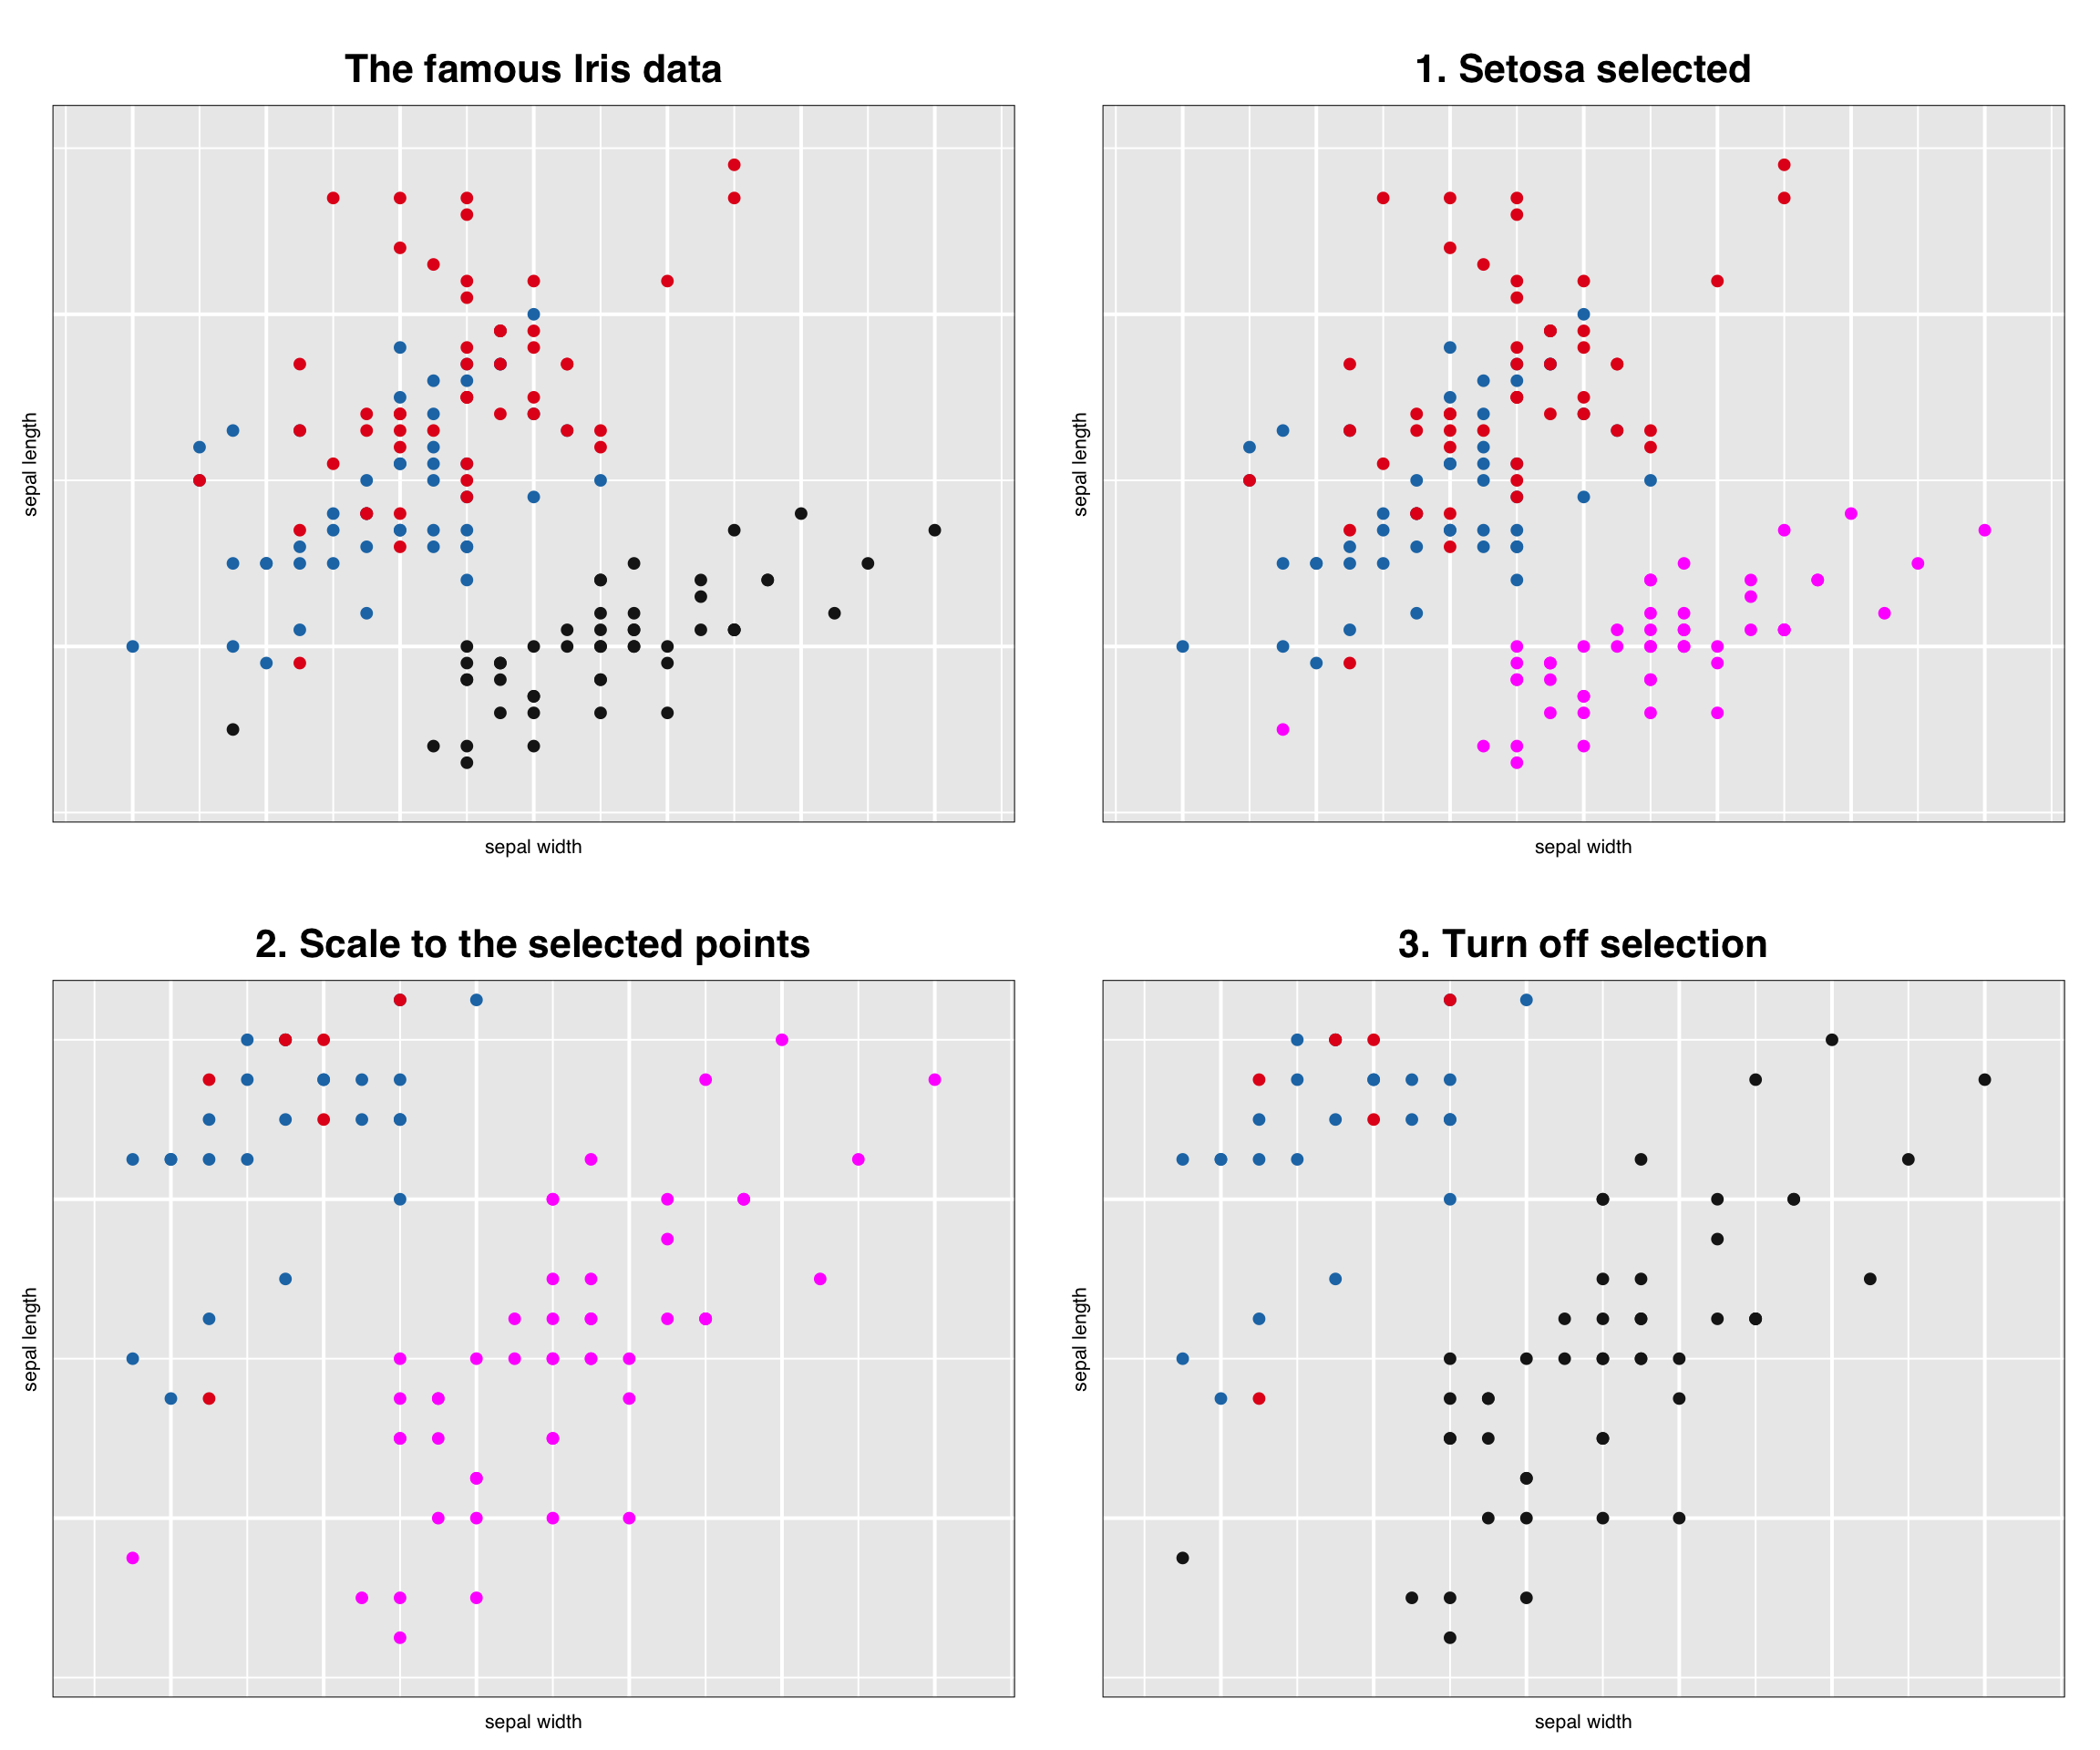 The famous Iris data
sepal length
sepal width
1. Setosa selected
sepal length
sepal width
2. Scale to the selected points
sepal length
sepal width
3. Turn off selection
sepal length
sepal width